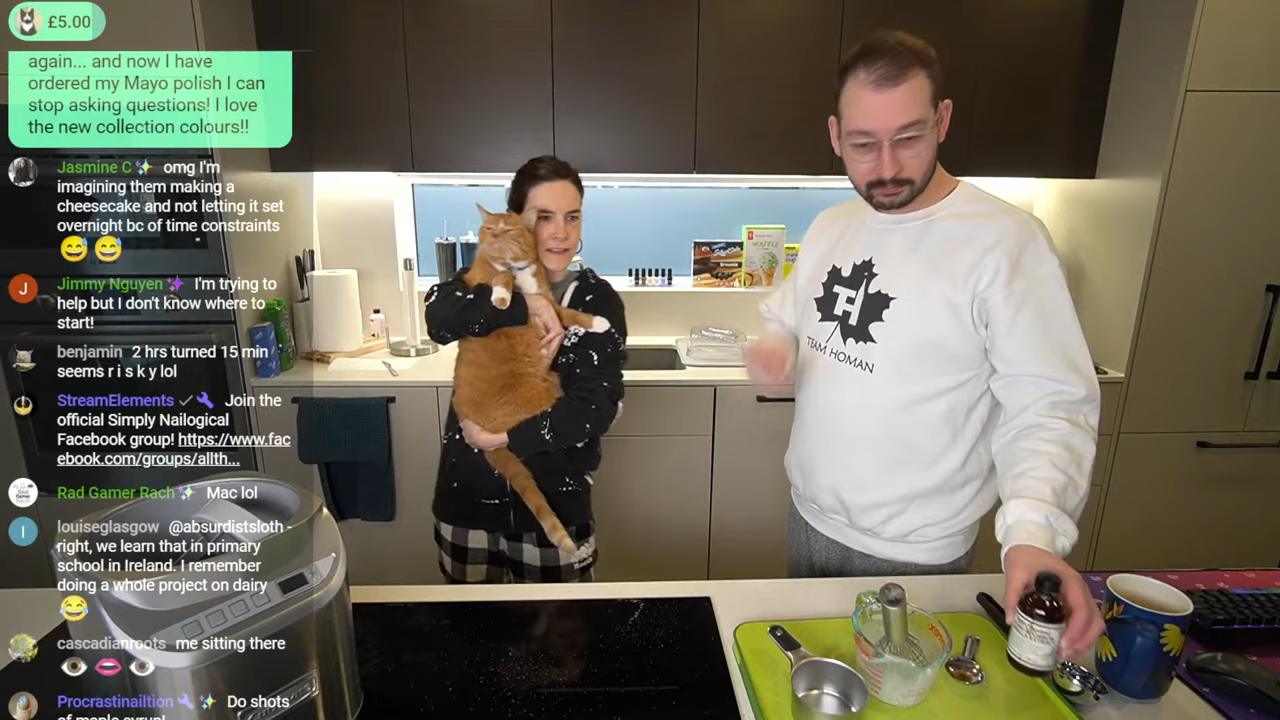 £5.00
again... and now I have
ordered my Mayo polish I can
stop asking questions! I love
the new collection colours!!
Jasmine C✨ omg I'm
imagining them making a
cheesecake and not letting it set
overnight bc of time constraints
😅 😅
Jimmy Nguyen✨ I'm trying to
help but I don't know where to
start!
benjamin 2 hrs turned 15 min
seems r i s k y lol
StreamElements ✓ 🔧 Join the
official Simply Nailogical
Facebook group! https://www.fac
ebook.com/groups/allth...
Rad Gamer Rach✨ Mac lol
louiseglasgow @absurdistsloth -
right, we learn that in primary
school in Ireland. I remember
doing a whole project on dairy
😂
cascadianroots me sitting there
👁️ 👄 👁️
Procrastinailtion 🔧 ✨ Do shots
of maple syrup!
J
I
TH
TEAM HOMAN
WAFFLE